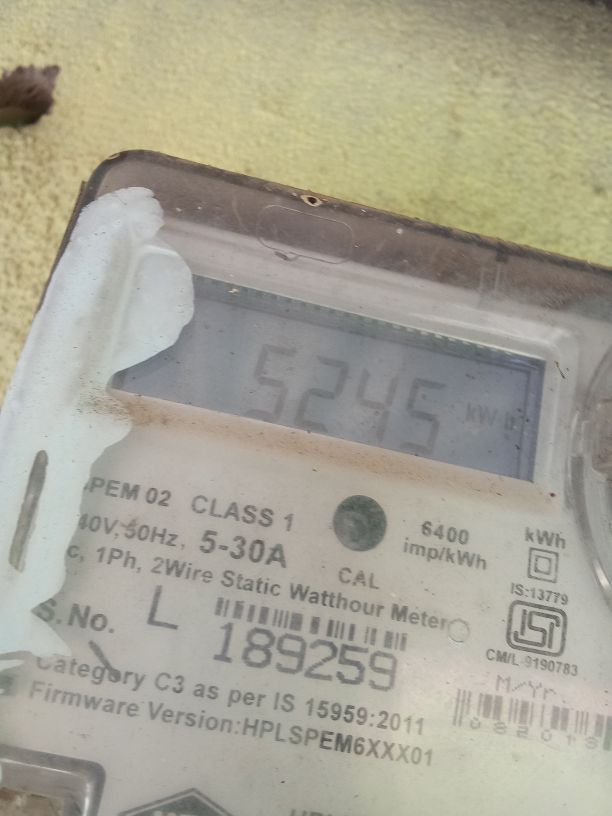 5245 kWh
PEM 02 CLASS 1
40V, 50Hz, 5-30A
CAL
6400
imp/kWh
kWh
IS:13779
c, 1Ph, 2Wire Static Watthour Meter
S.No. L 189259
CM/L-9190783
Category C3 as per IS 15959:2011
Firmware Version:HPLSPEM6XXX01